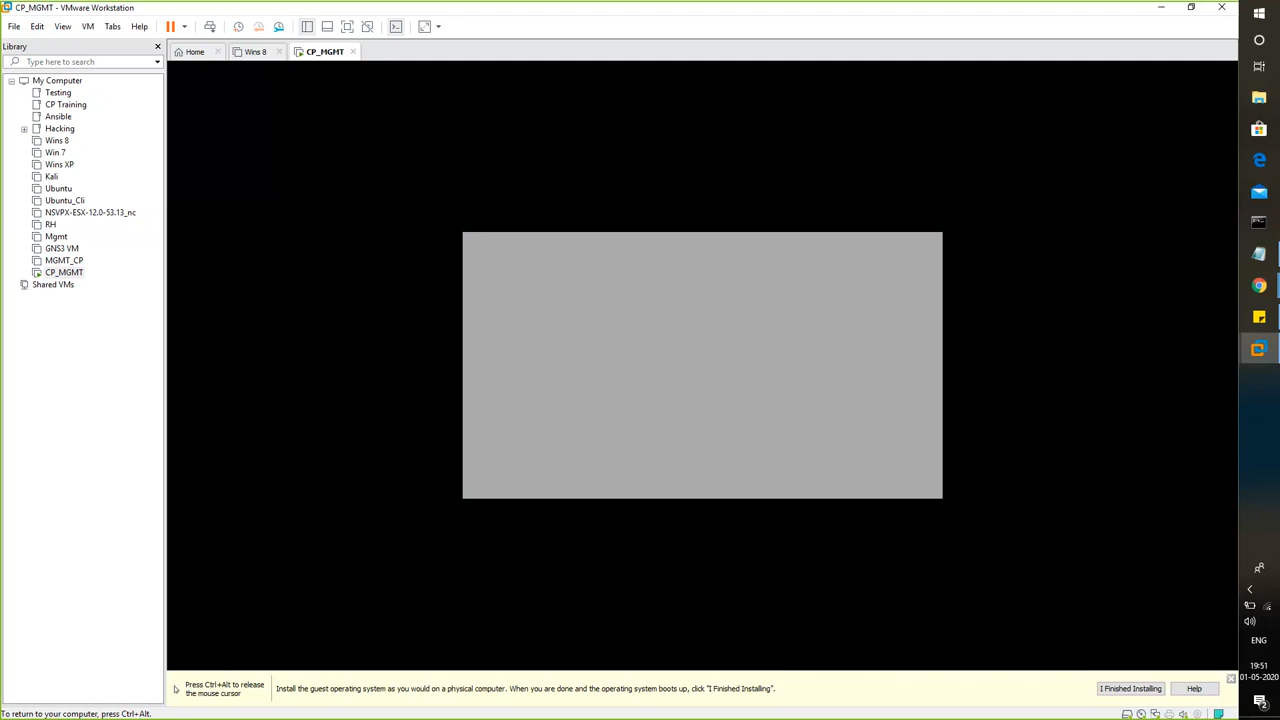 CP_MGMT - VMware Workstation
File Edit View VM Tabs Help
Library
Type here to search
Home
Wins 8
CP_MGMT
My Computer
Testing
CP Training
Ansible
Hacking
Wins 8
Win 7
Wins XP
Kali
Ubuntu
Ubuntu_Cli
NSVPX-ESX-12.0-53.13_nc
RH
Mgmt
GNS3 VM
MGMT_CP
CP_MGMT
Shared VMs
Press Ctrl+Alt to release
the mouse cursor
Install the guest operating system as you would on a physical computer. When you are done and the operating system boots up, click "I Finished Installing".
I Finished Installing
Help
To return to your computer, press Ctrl+Alt.
ENG
19:51
01-05-2020
2